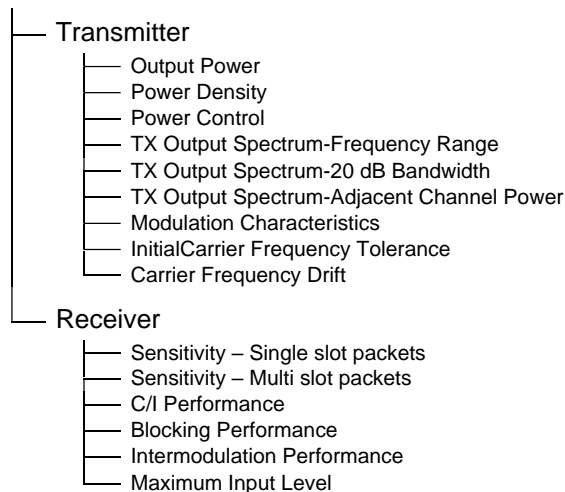 Transmitter
Output Power
Power Density
Power Control
TX Output Spectrum-Frequency Range
TX Output Spectrum-20 dB Bandwidth
TX Output Spectrum-Adjacent Channel Power
Modulation Characteristics
InitialCarrier Frequency Tolerance
Carrier Frequency Drift
Receiver
Sensitivity – Single slot packets
Sensitivity – Multi slot packets
C/I Performance
Blocking Performance
Intermodulation Performance
Maximum Input Level